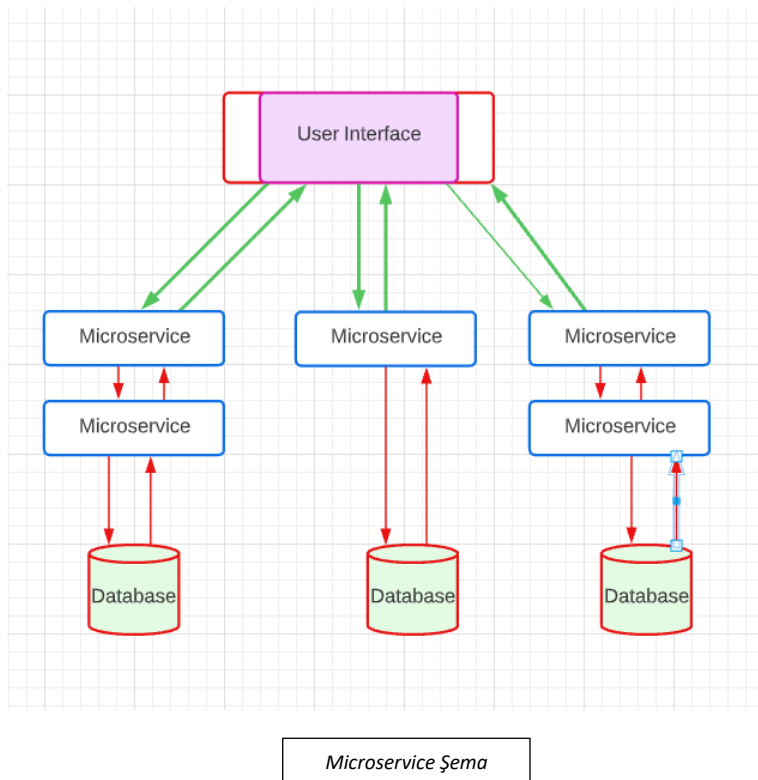 User Interface
Microservice
Microservice
Microservice
Microservice
Microservice
Database
Database
Database
Microservice Şema